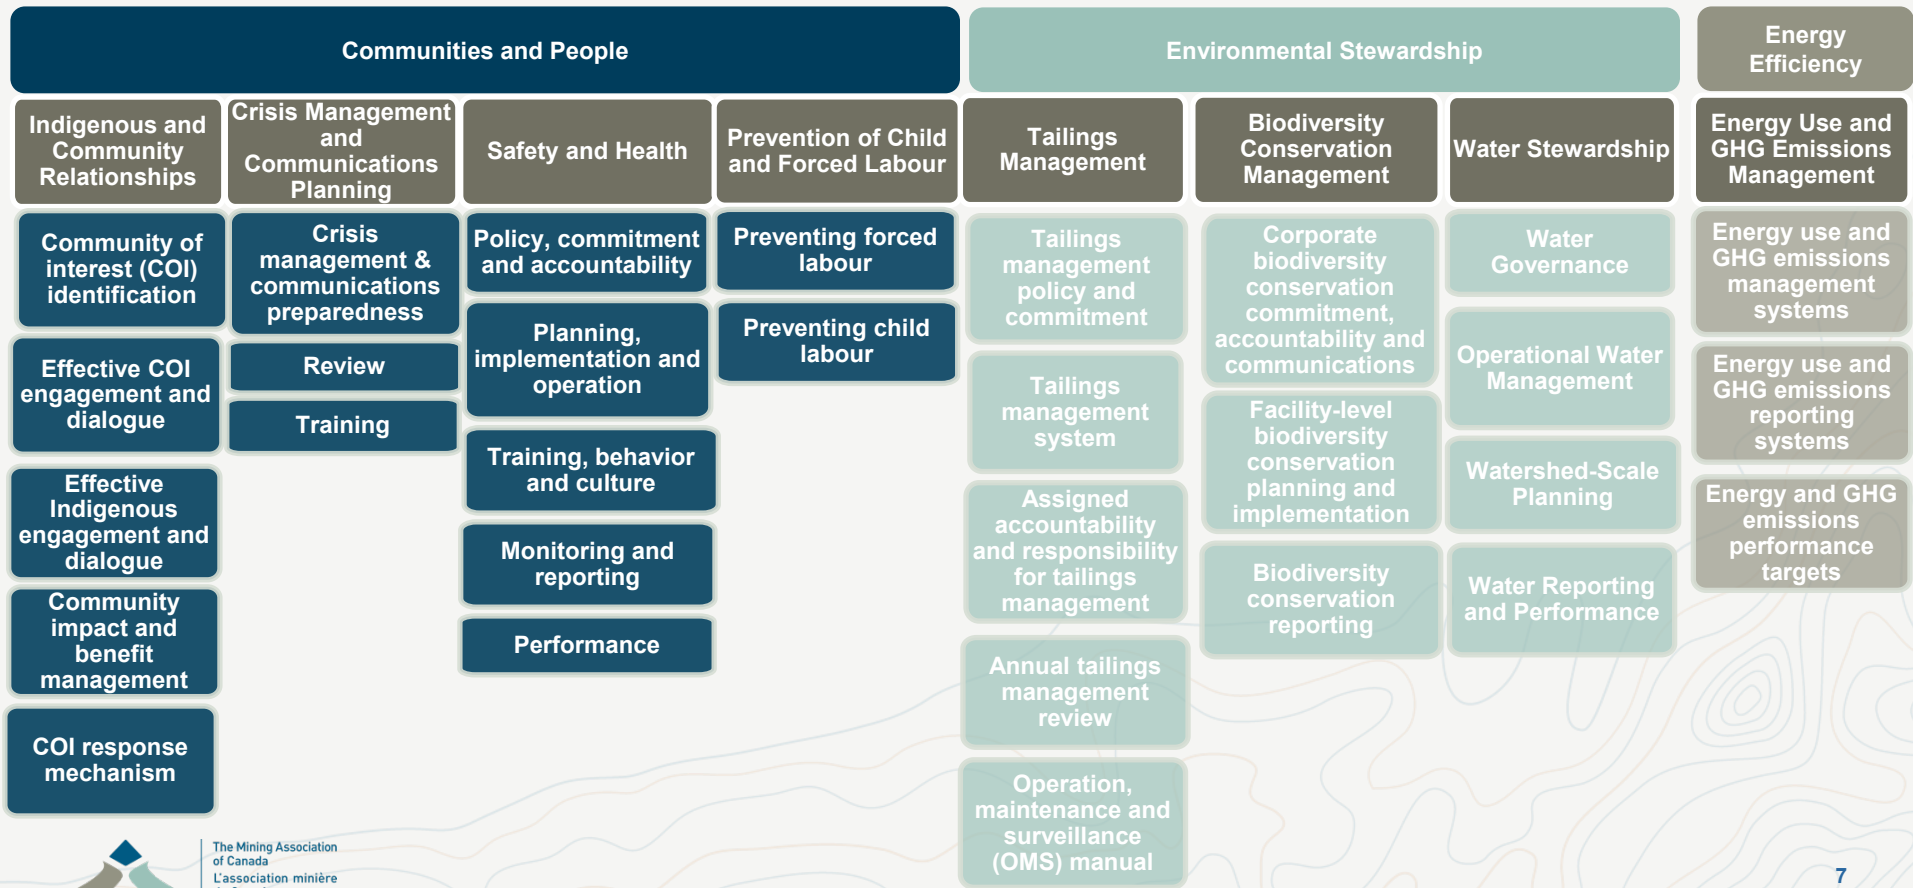 Communities and People
Environmental Stewardship
Energy
Efficiency
Indigenous and
Community
Relationships
Crisis Management
and
Communications
Planning
Safety and Health
Prevention of Child
and Forced Labour
Tailings
Management
Biodiversity
Conservation
Management
Water Stewardship
Energy Use and
GHG Emissions
Management
Community of
interest (COI)
identification
Effective COI
engagement and
dialogue
Effective
Indigenous
engagement and
dialogue
Community
impact and
benefit
management
COI response
mechanism
Crisis
management &
communications
preparedness
Review
Training
Policy, commitment
and accountability
Planning,
implementation and
operation
Training, behavior
and culture
Monitoring and
reporting
Performance
Preventing forced
labour
Preventing child
labour
Tailings
management
policy and
commitment
Tailings
management
system
Assigned
accountability
and responsibility
for tailings
management
Annual tailings
management
review
Operation,
maintenance and
surveillance
(OMS) manual
Corporate
biodiversity
conservation
commitment,
accountability and
communications
Facility-level
biodiversity
conservation
planning and
implementation
Biodiversity
conservation
reporting
Water
Governance
Operational Water
Management
Watershed-Scale
Planning
Water Reporting
and Performance
Energy use and
GHG emissions
management
systems
Energy use and
GHG emissions
reporting
systems
Energy and GHG
emissions
performance
targets
The Mining Association
of Canada
L'association minière
7